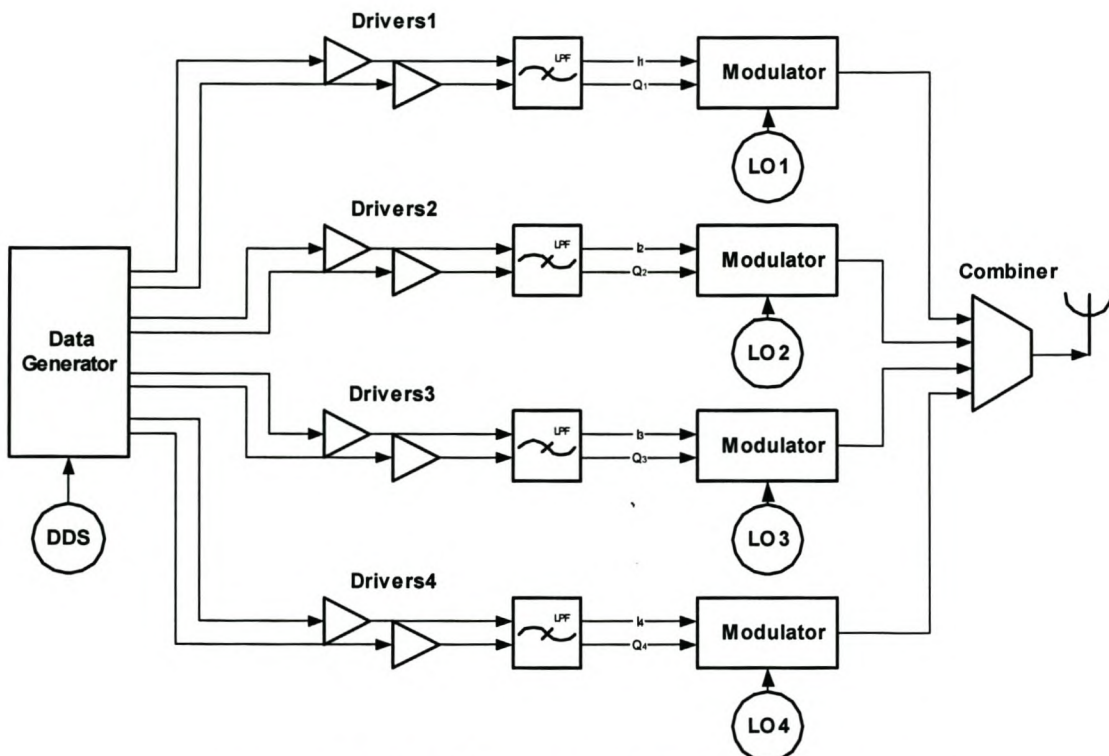 Drivers1
LPF
I1
Q1
Modulator
LO1
Drivers2
LPF
I2
Q2
Modulator
LO2
Combiner
Data
Generator
DDS
Drivers3
LPF
I3
Q3
Modulator
LO3
Drivers4
LPF
I4
Q4
Modulator
LO4